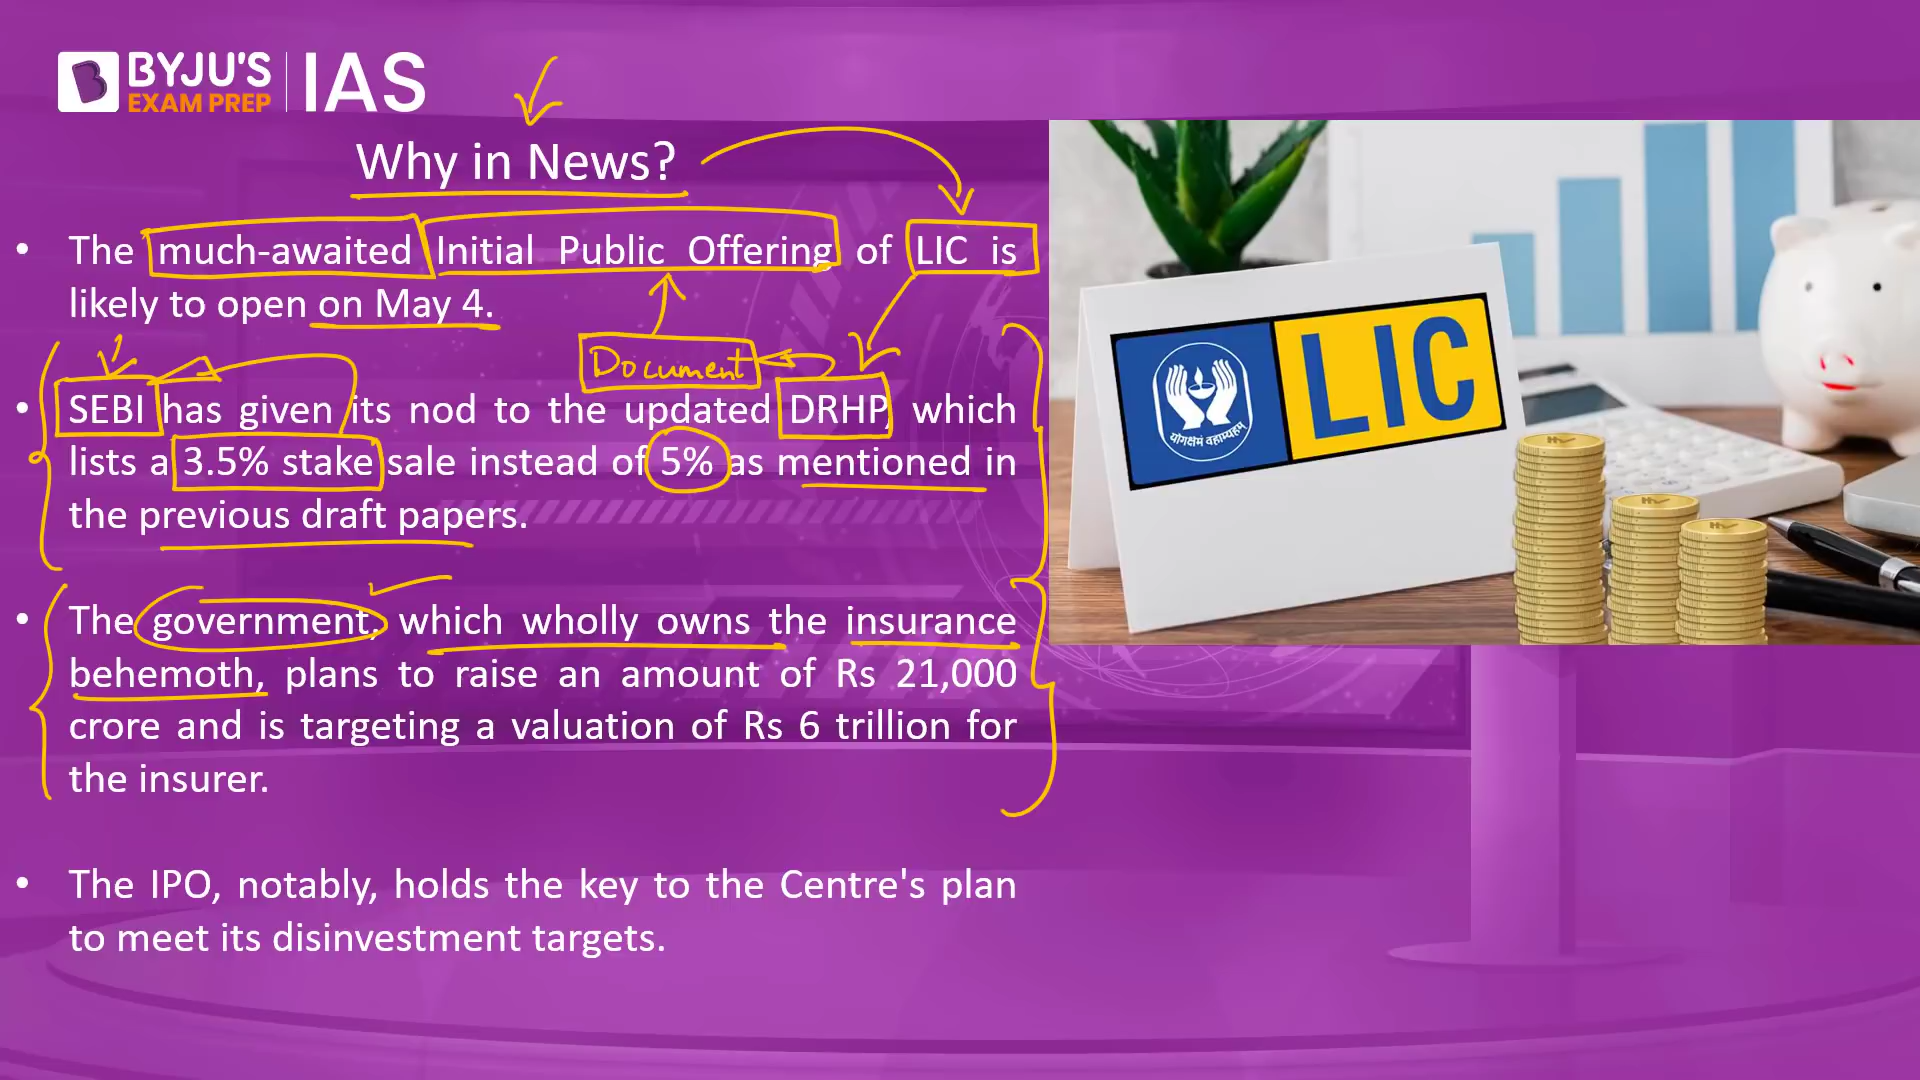 BYJU'S
EXAM PREP
IAS
Why in News?
• The much-awaited Initial Public Offering of LIC is
likely to open on May 4.
Document
• SEBI has given its nod to the updated DRHP, which
lists a 3.5% stake sale instead of 5% as mentioned in
the previous draft papers.
• The government, which wholly owns the insurance
behemoth, plans to raise an amount of Rs 21,000
crore and is targeting a valuation of Rs 6 trillion for
the insurer.
• The IPO, notably, holds the key to the Centre's plan
to meet its disinvestment targets.
LIC
योगक्षेमं वहाम्यहम्